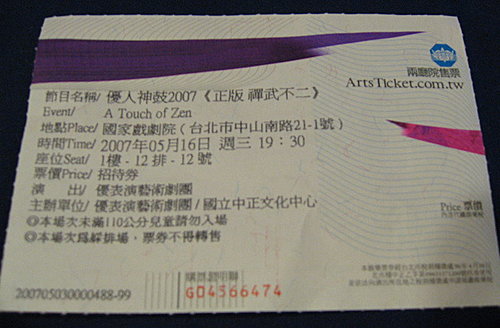 兩廳院售票
ArtsTicket.com.tw
節目名稱/ 優人神鼓2007《正版 禪武不二》
Event/ A Touch of Zen
地點Place/ 國家戲劇院 ( 台北市中山南路21-1號 )
時間Time/ 2007年05月16日 週三 19：30
座位Seat/ 1樓 - 12 排 - 12 號
票價Price/ 招待券
演 出/ 優表演藝術劇團
主辦單位/ 優表演藝術劇團 / 國立中正文化中心
◎本場次未滿110公分兒童請勿入場
◎本場次為綵排場，票券不得轉售
Price 票價
購票證明聯
200705030000488-99
G04566474